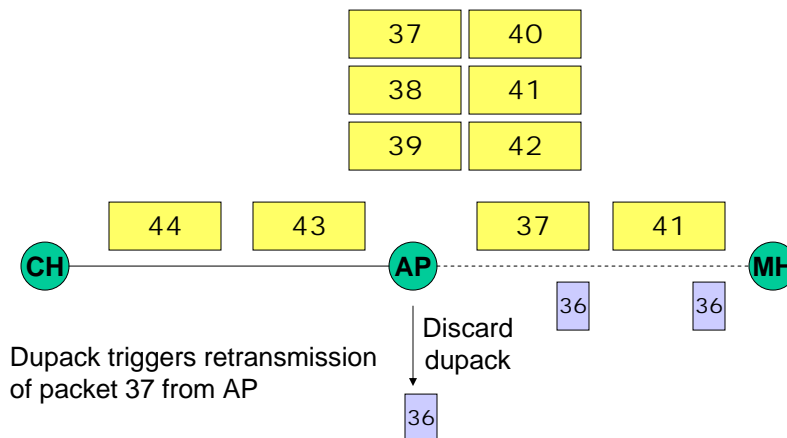 37 40
38 41
39 42
44 43 37 41
CH AP MH
36 36
Discard
dupack
Dupack triggers retransmission
of packet 37 from AP
36